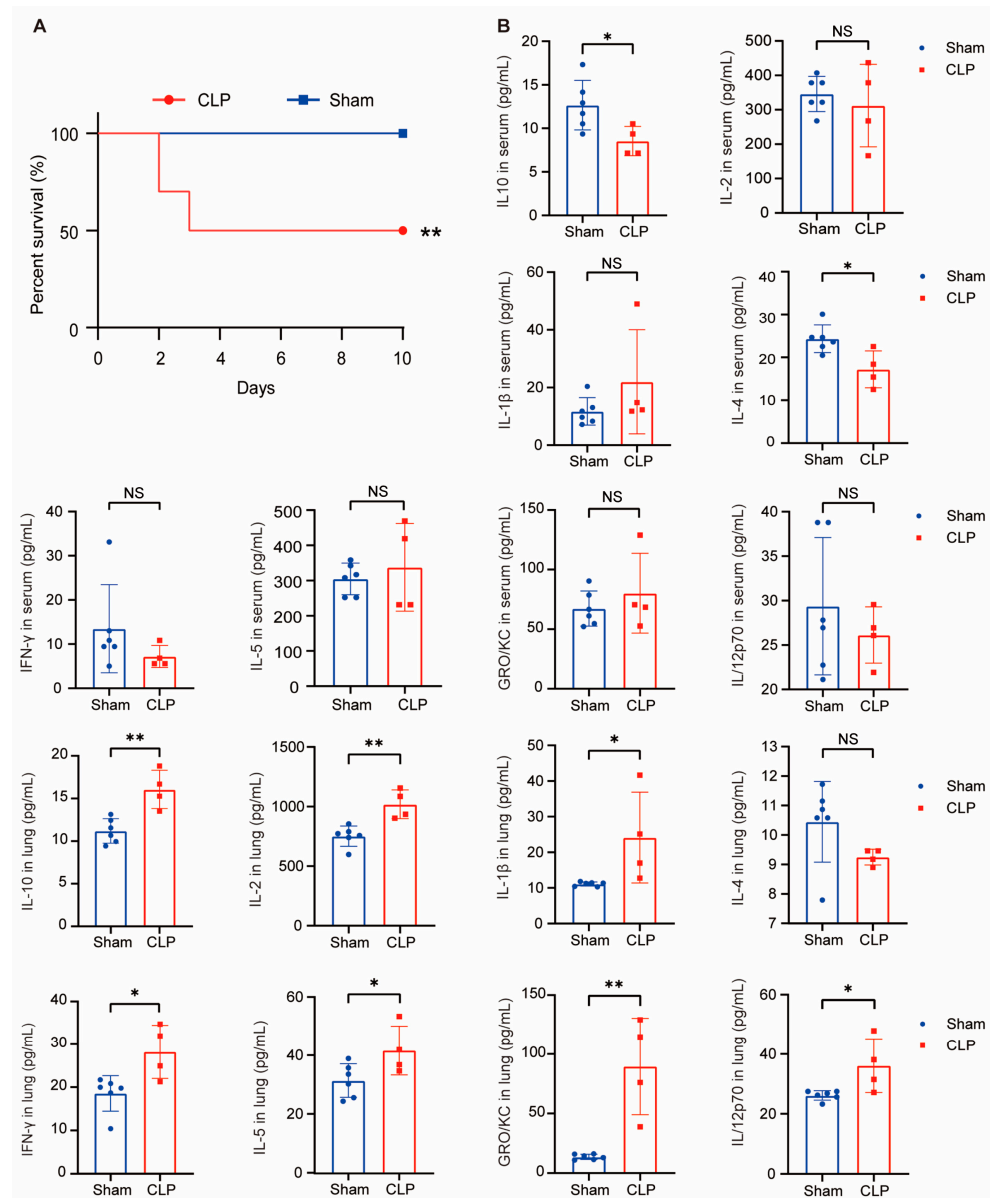 A
CLP Sham
Percent survival (%)
100
50
0
0 2 4 6 8 10
Days
**
B
IL10 in serum (pg/mL)
20
15
10
5
0
*
Sham CLP
IL-2 in serum (pg/mL)
500
400
300
200
100
0
NS
Sham CLP
Sham
CLP
IL-1β in serum (pg/mL)
60
40
20
0
NS
Sham CLP
IL-4 in serum (pg/mL)
40
30
20
10
0
*
Sham CLP
Sham
CLP
IFN-γ in serum (pg/mL)
40
30
20
10
0
NS
Sham CLP
IL-5 in serum (pg/mL)
500
400
300
200
100
0
NS
Sham CLP
GRO/KC in serum (pg/mL)
150
100
50
0
NS
Sham CLP
IL/12p70 in serum (pg/mL)
40
35
30
25
20
NS
Sham CLP
Sham
CLP
IL-10 in lung (pg/mL)
20
15
10
5
0
**
Sham CLP
IL-2 in lung (pg/mL)
1500
1000
500
0
**
Sham CLP
IL-1β in lung (pg/mL)
50
40
30
20
10
0
*
Sham CLP
IL-4 in lung (pg/mL)
13
12
11
10
9
8
7
NS
Sham CLP
Sham
CLP
IFN-γ in lung (pg/mL)
40
30
20
10
0
*
Sham CLP
IL-5 in lung (pg/mL)
60
40
20
0
*
Sham CLP
GRO/KC in lung (pg/mL)
150
100
50
0
**
Sham CLP
IL/12p70 in lung (pg/mL)
60
40
20
0
*
Sham CLP
Sham
CLP